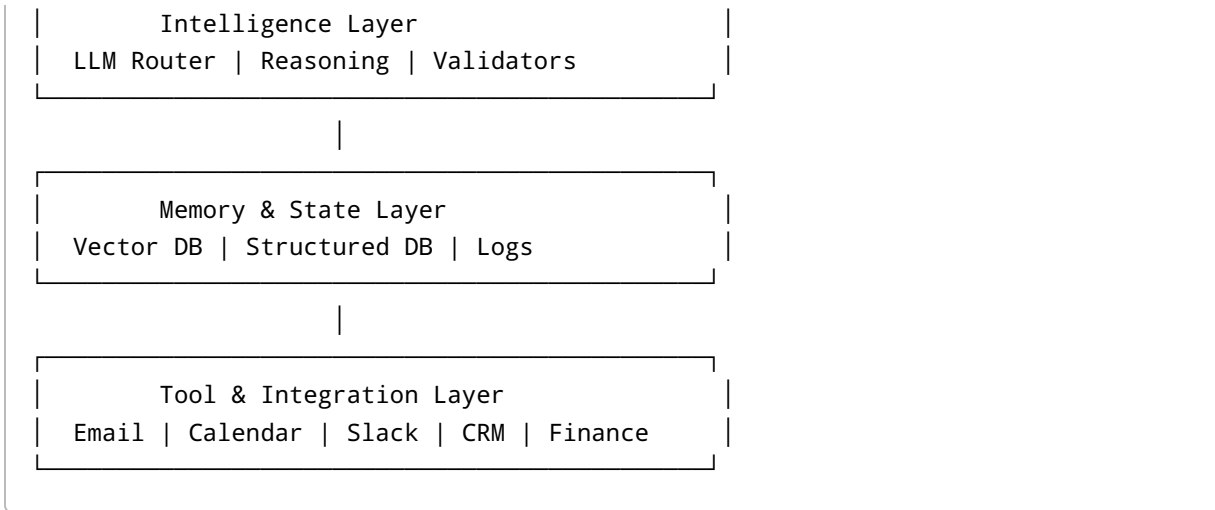 Intelligence Layer
LLM Router | Reasoning | Validators
Memory & State Layer
Vector DB | Structured DB | Logs
Tool & Integration Layer
Email | Calendar | Slack | CRM | Finance